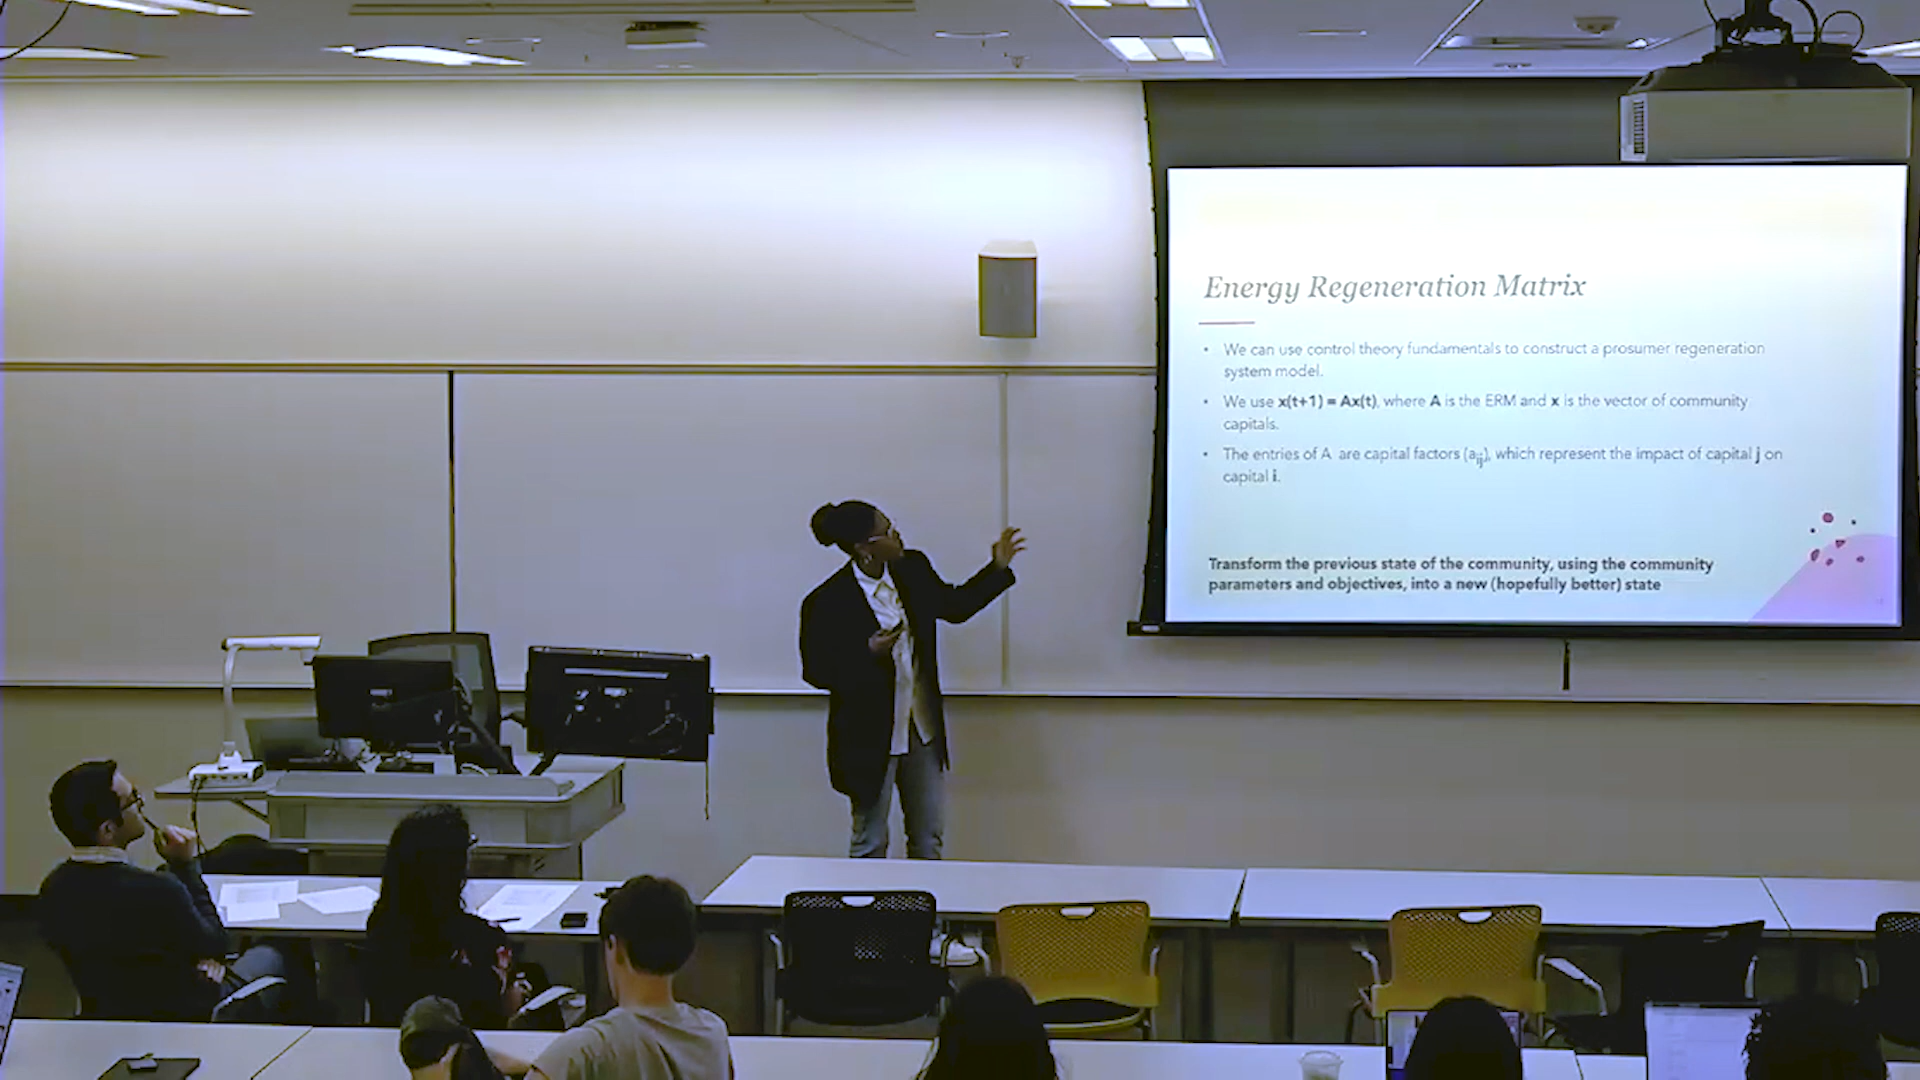 Energy Regeneration Matrix
• We can use control theory fundamentals to construct a prosumer regeneration
system model.
• We use x(t+1) = Ax(t), where A is the ERM and x is the vector of community
capitals.
• The entries of A are capital factors (aij), which represent the impact of capital j on
capital i.
Transform the previous state of the community, using the community
parameters and objectives, into a new (hopefully better) state